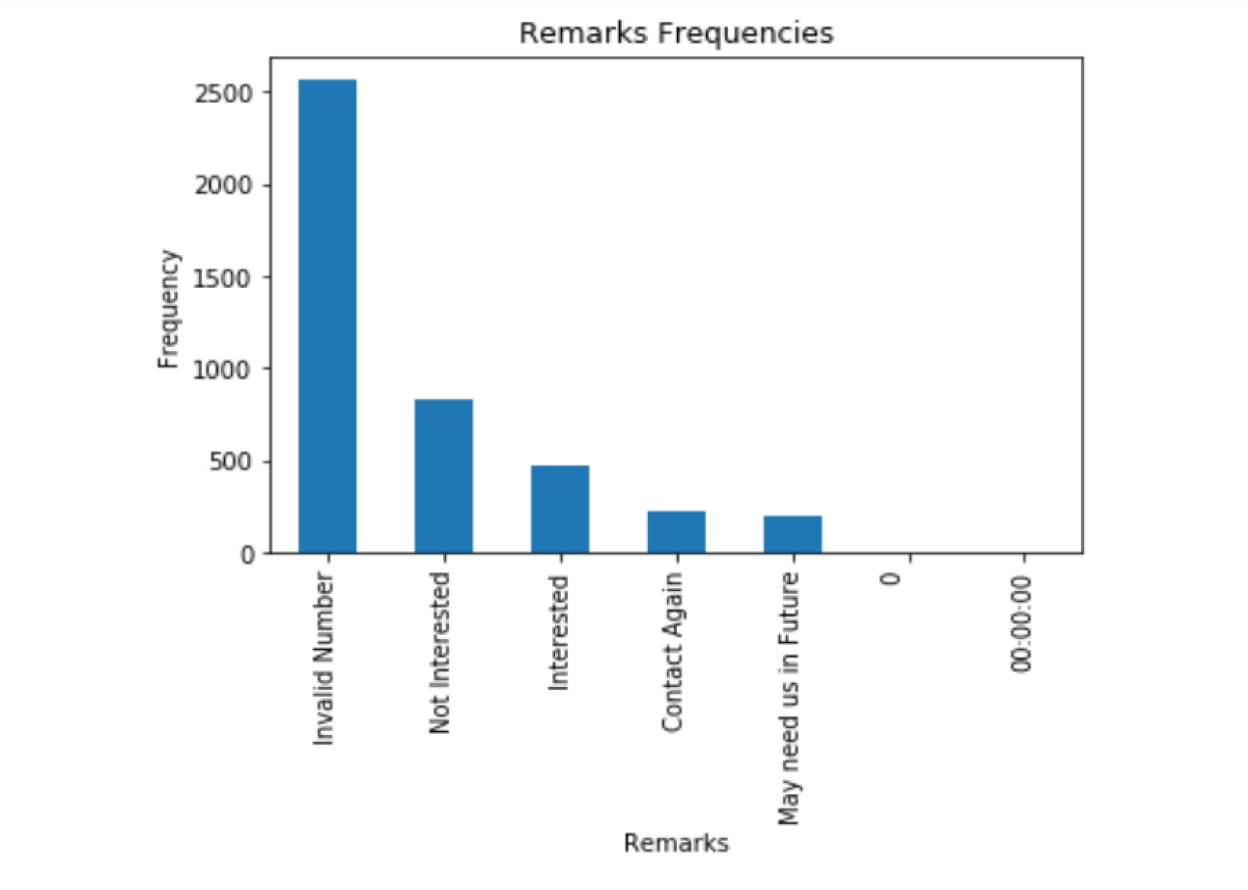 Remarks Frequencies
2500
2000
1500
1000
500
0
Frequency
Invalid Number
Not Interested
Interested
Contact Again
May need us in Future
0
00:00:00
Remarks